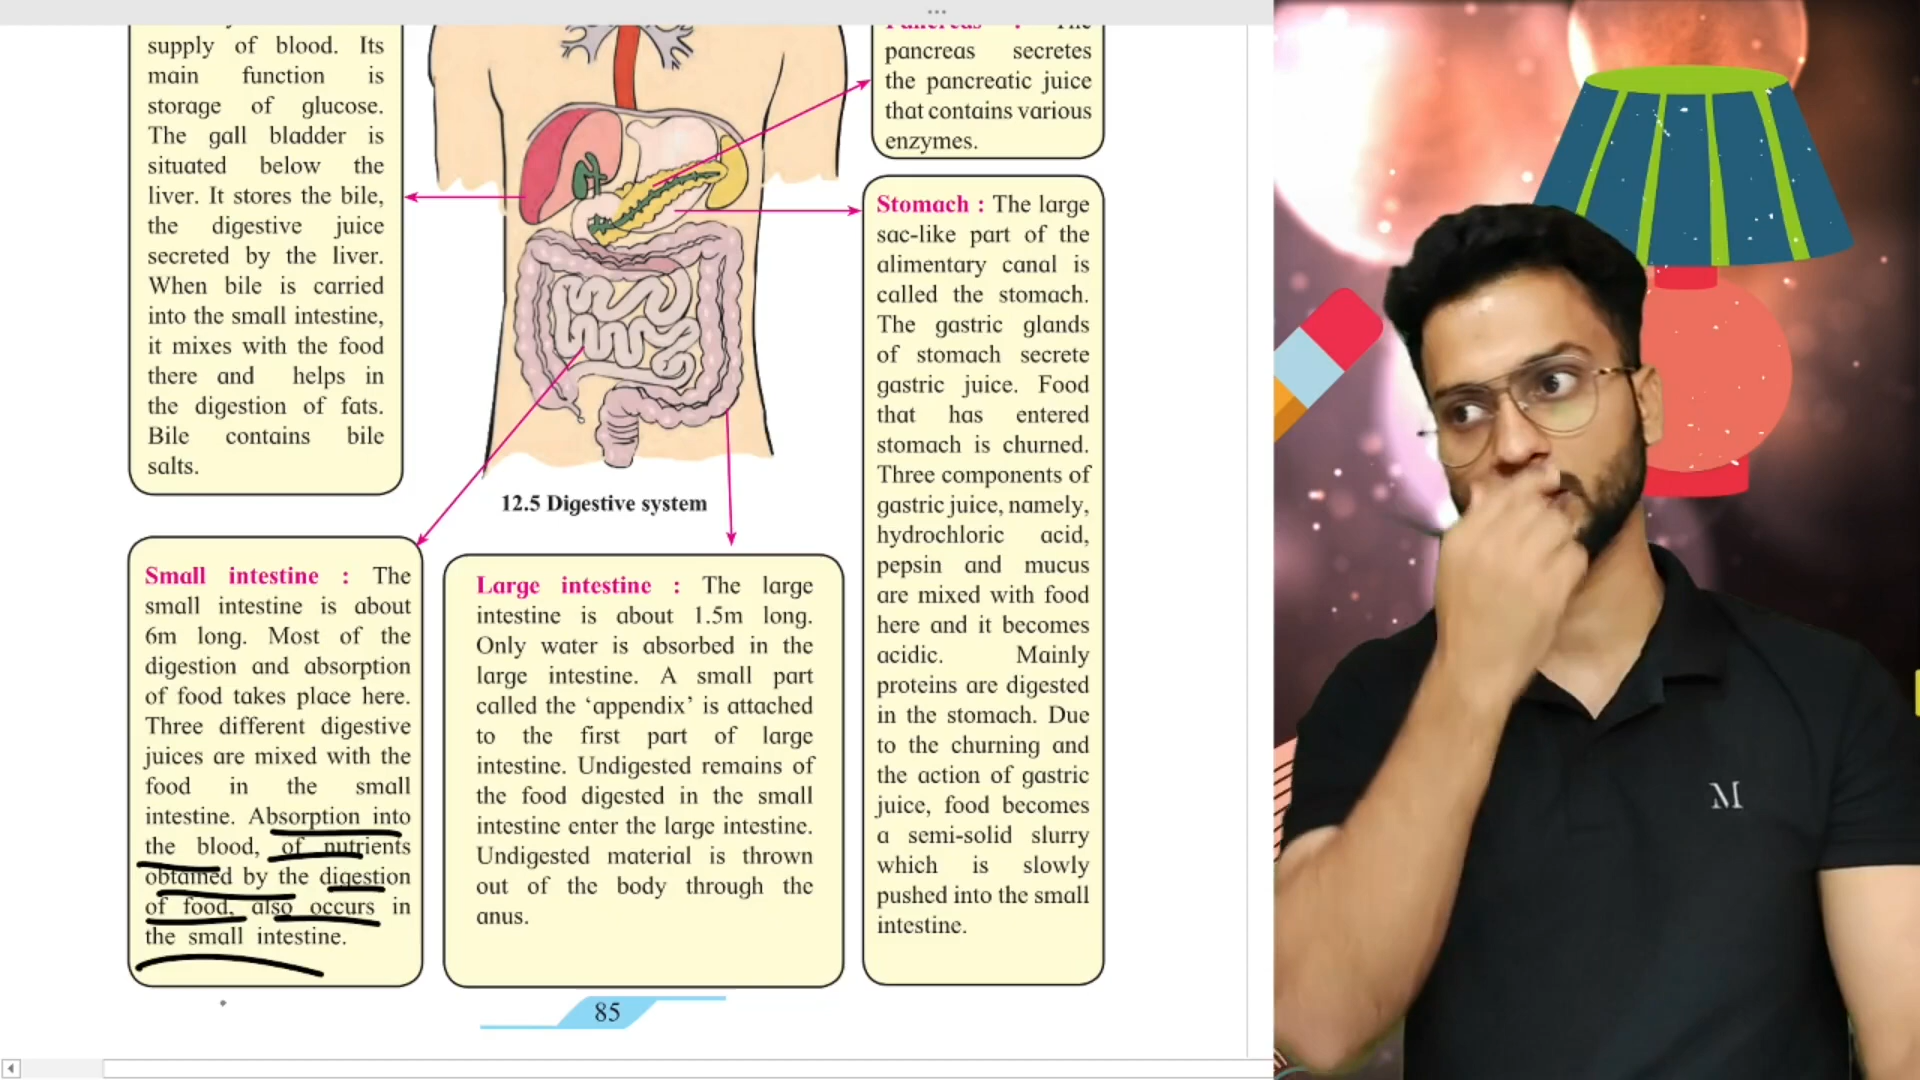 supply of blood. Its
main function is
storage of glucose.
The gall bladder is
situated below the
liver. It stores the bile,
the digestive juice
secreted by the liver.
When bile is carried
into the small intestine,
it mixes with the food
there and helps in
the digestion of fats.
Bile contains bile
salts.
pancreas secretes
the pancreatic juice
that contains various
enzymes.
Stomach : The large
sac-like part of the
alimentary canal is
called the stomach.
The gastric glands
of stomach secrete
gastric juice. Food
that has entered
stomach is churned.
Three components of
gastric juice, namely,
hydrochloric acid,
pepsin and mucus
are mixed with food
here and it becomes
acidic. Mainly
proteins are digested
in the stomach. Due
to the churning and
the action of gastric
juice, food becomes
a semi-solid slurry
which is slowly
pushed into the small
intestine.
12.5 Digestive system
Small intestine : The
small intestine is about
6m long. Most of the
digestion and absorption
of food takes place here.
Three different digestive
juices are mixed with the
food in the small
intestine. Absorption into
the blood, of nutrients
obtained by the digestion
of food, also occurs in
the small intestine.
Large intestine : The large
intestine is about 1.5m long.
Only water is absorbed in the
large intestine. A small part
called the ‘appendix’ is attached
to the first part of large
intestine. Undigested remains of
the food digested in the small
intestine enter the large intestine.
Undigested material is thrown
out of the body through the
anus.
85
M